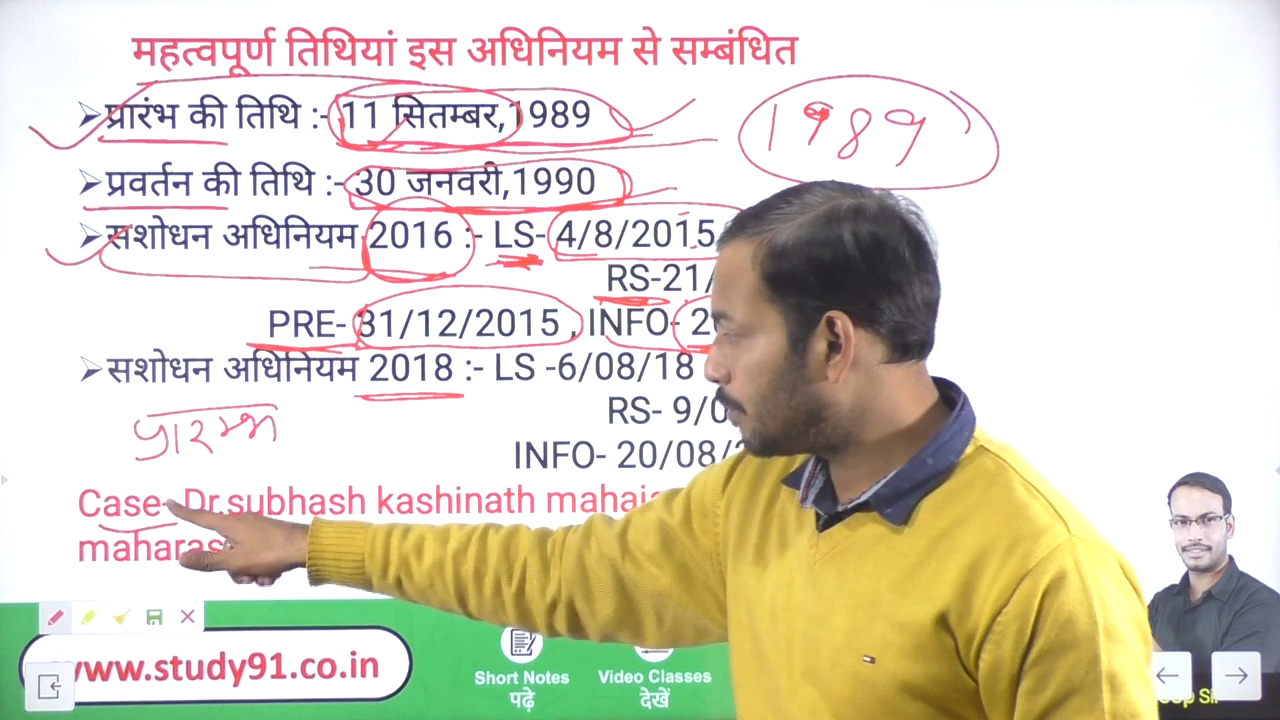 महत्वपूर्ण तिथियां इस अधिनियम से सम्बंधित
➢प्रारंभ की तिथि :- 11 सितम्बर,1989
1989
➢प्रवर्तन की तिथि :- 30 जनवरी,1990
➢सशोधन अधिनियम 2016 :- LS- 4/8/2015
RS-21/
PRE- 31/12/2015 , INFO- 2
➢सशोधन अधिनियम 2018 :- LS -6/08/18
RS- 9/0
प्रारम्भ
INFO- 20/08/
Case- Dr.subhash kashinath
www.study91.co.in
Short Notes
पढ़े
Video Classes
देखें